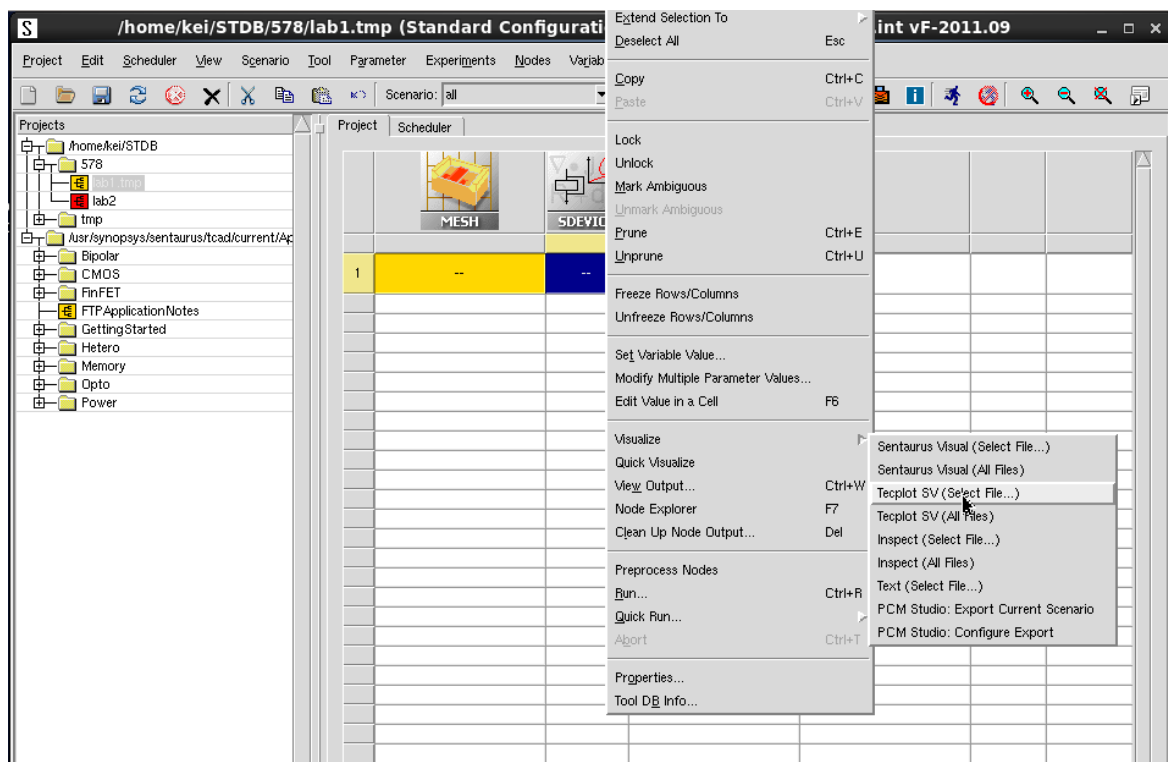 S /home/kei/STDB/578/lab1.tmp (Standard Configurati int vF-2011.09
Project Edit Scheduler View Scenario Tool Parameter Experiments Nodes Variab
Scenario: all
Projects
/home/kei/STDB
578
lab1.tmp
lab2
tmp
/usr/synopsys/sentaurus/tcad/current/Ap
Bipolar
CMOS
FinFET
FTPApplicationNotes
GettingStarted
Hetero
Memory
Opto
Power
Project Scheduler
MESH SDEVIC
1 -- --
Extend Selection To
Deselect All Esc
Copy Ctrl+C
Paste Ctrl+V
Lock
Unlock
Mark Ambiguous
Unmark Ambiguous
Prune Ctrl+E
Unprune Ctrl+U
Freeze Rows/Columns
Unfreeze Rows/Columns
Set Variable Value...
Modify Multiple Parameter Values...
Edit Value in a Cell F6
Visualize
Quick Visualize
View Output... Ctrl+W
Node Explorer F7
Clean Up Node Output... Del
Preprocess Nodes
Run... Ctrl+R
Quick Run...
Abort Ctrl+T
Properties...
Tool DB Info...
Sentaurus Visual (Select File...)
Sentaurus Visual (All Files)
Tecplot SV (Select File...)
Tecplot SV (All Files)
Inspect (Select File...)
Inspect (All Files)
Text (Select File...)
PCM Studio: Export Current Scenario
PCM Studio: Configure Export